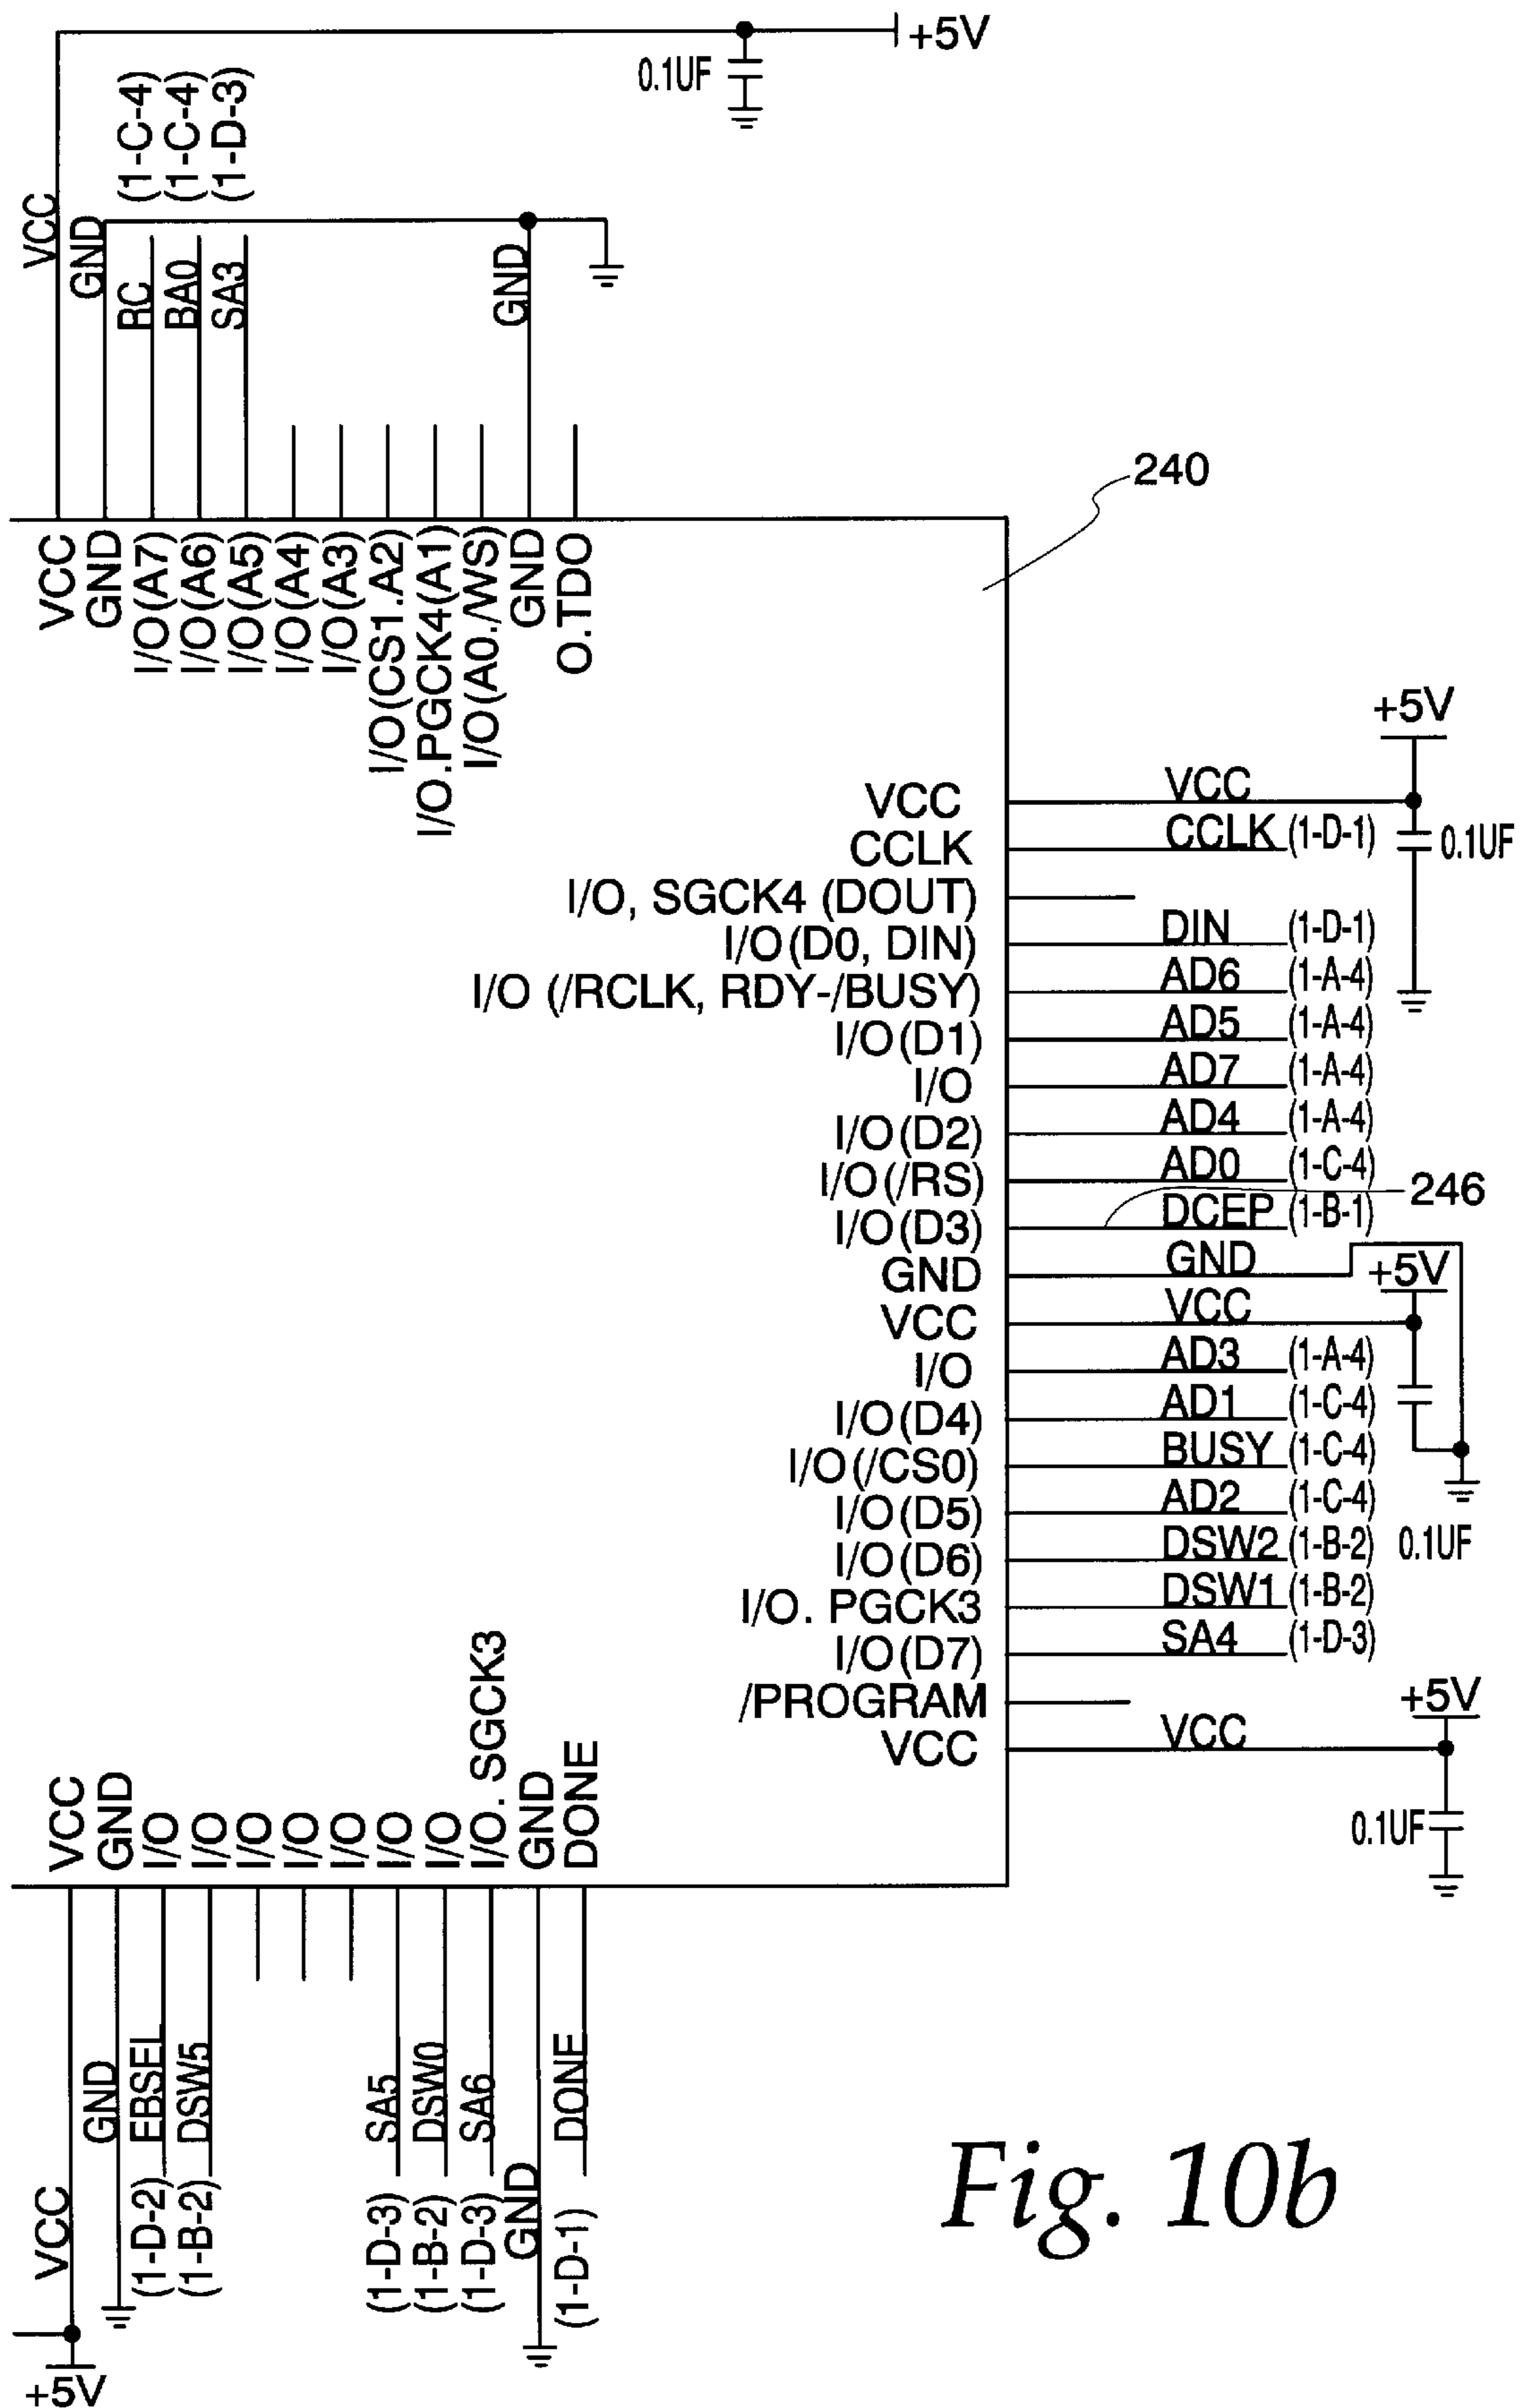 +5V
0.1UF
(1-C-4)
(1-C-4)
(1-D-3)
VCC
GND
BC
BA0
SA3
GND
240
VCC
GND
I/O(A7)
I/O(A6)
I/O(A5)
I/O(A4)
I/O(A3)
I/O(CS1.A2)
I/O.PGCK4(A1)
I/O(A0./WS)
GND
O.TDO
+5V
VCC VCC
CCLK CCLK (1-D-1) 0.1UF
I/O, SGCK4 (DOUT)
I/O(D0, DIN) DIN (1-D-1)
I/O (/RCLK, RDY-/BUSY) AD6 (1-A-4)
I/O(D1) AD5 (1-A-4)
I/O AD7 (1-A-4)
I/O(D2) AD4 (1-A-4)
I/O(/RS) AD0 (1-C-4)
246
I/O(D3) DCEP (1-B-1)
GND GND
+5V
VCC VCC
I/O AD3 (1-A-4)
I/O(D4) AD1 (1-C-4)
I/O(/CS0) BUSY (1-C-4)
I/O(D5) AD2 (1-C-4)
I/O(D6) DSW2 (1-B-2) 0.1UF
I/O. PGCK3 DSW1 (1-B-2)
I/O(D7) SA4 (1-D-3)
/PROGRAM
+5V
VCC VCC
0.1UF
VCC
GND
I/O
I/O
I/O
I/O
I/O
I/O
I/O
I/O. SGCK3
GND
DONE
VCC
GND
(1-D-2) EBSEL
(1-B-2) DSW5
(1-D-3) SA5
(1-B-2) DSW0
(1-D-3) SA6
GND
(1-D-1) DONE
+5V
Fig. 10b